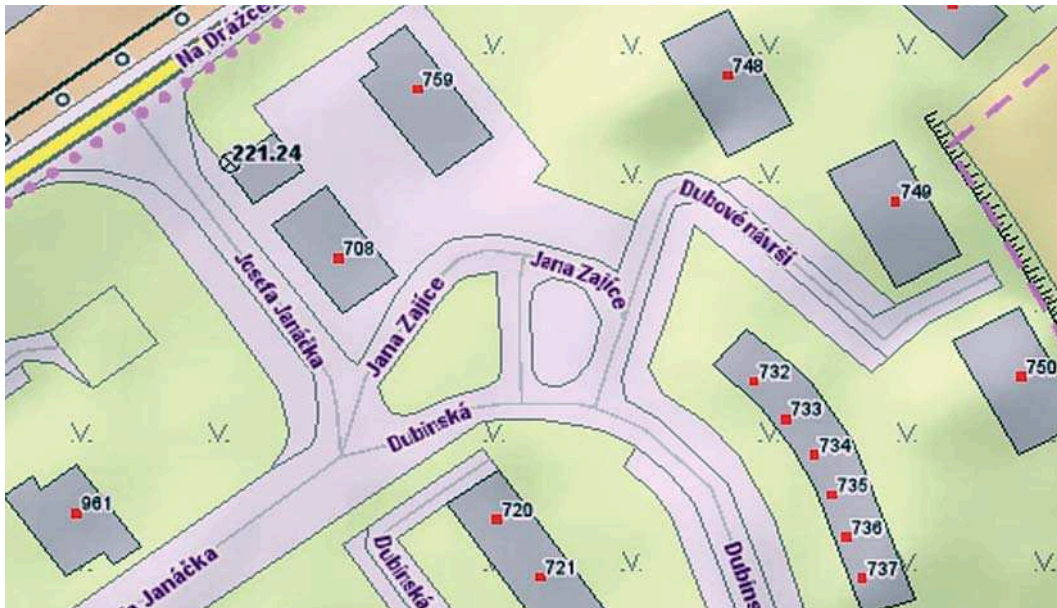 Na Drážce
759
748
221.24
749
Dubové návrší
708
Jana Zajíce
Josefa Janáčka
Jana Zajíce
750
732
733
Dubinská
734
735
961
720
736
721
737
Janáčka
Dubinská
Dubins